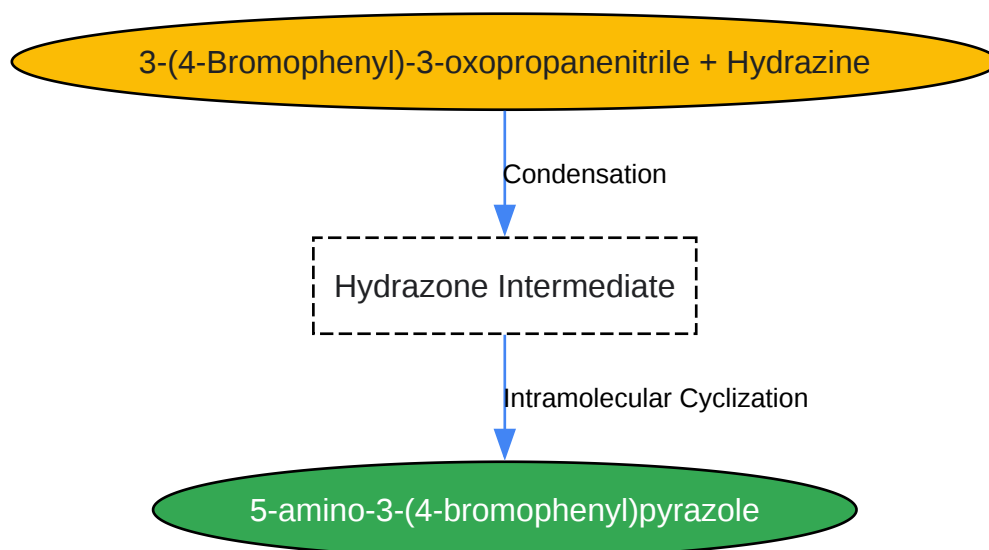 3-(4-Bromophenyl)-3-oxopropanenitrile + Hydrazine
Condensation
Hydrazone Intermediate
Intramolecular Cyclization
5-amino-3-(4-bromophenyl)pyrazole